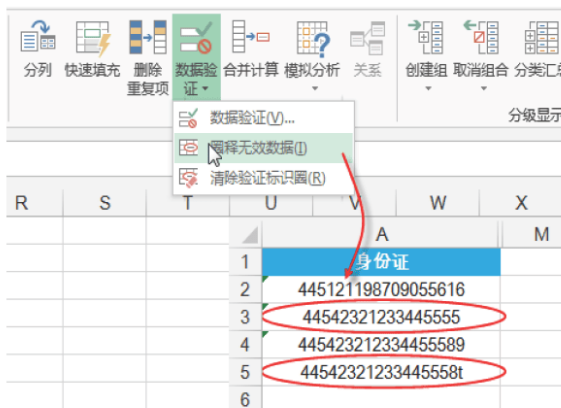 分列 快速填充 删除重复项 数据验证 合并计算 模拟分析 关系 创建组 取消组合 分类汇
分级显示
数据验证(V)...
圈释无效数据(I)
清除验证标识圈(R)
R S T U V W X
A M
1 身份证
2 445121198709055616
3 44542321233445555
4 445423212334455589
5 44542321233445558t
6